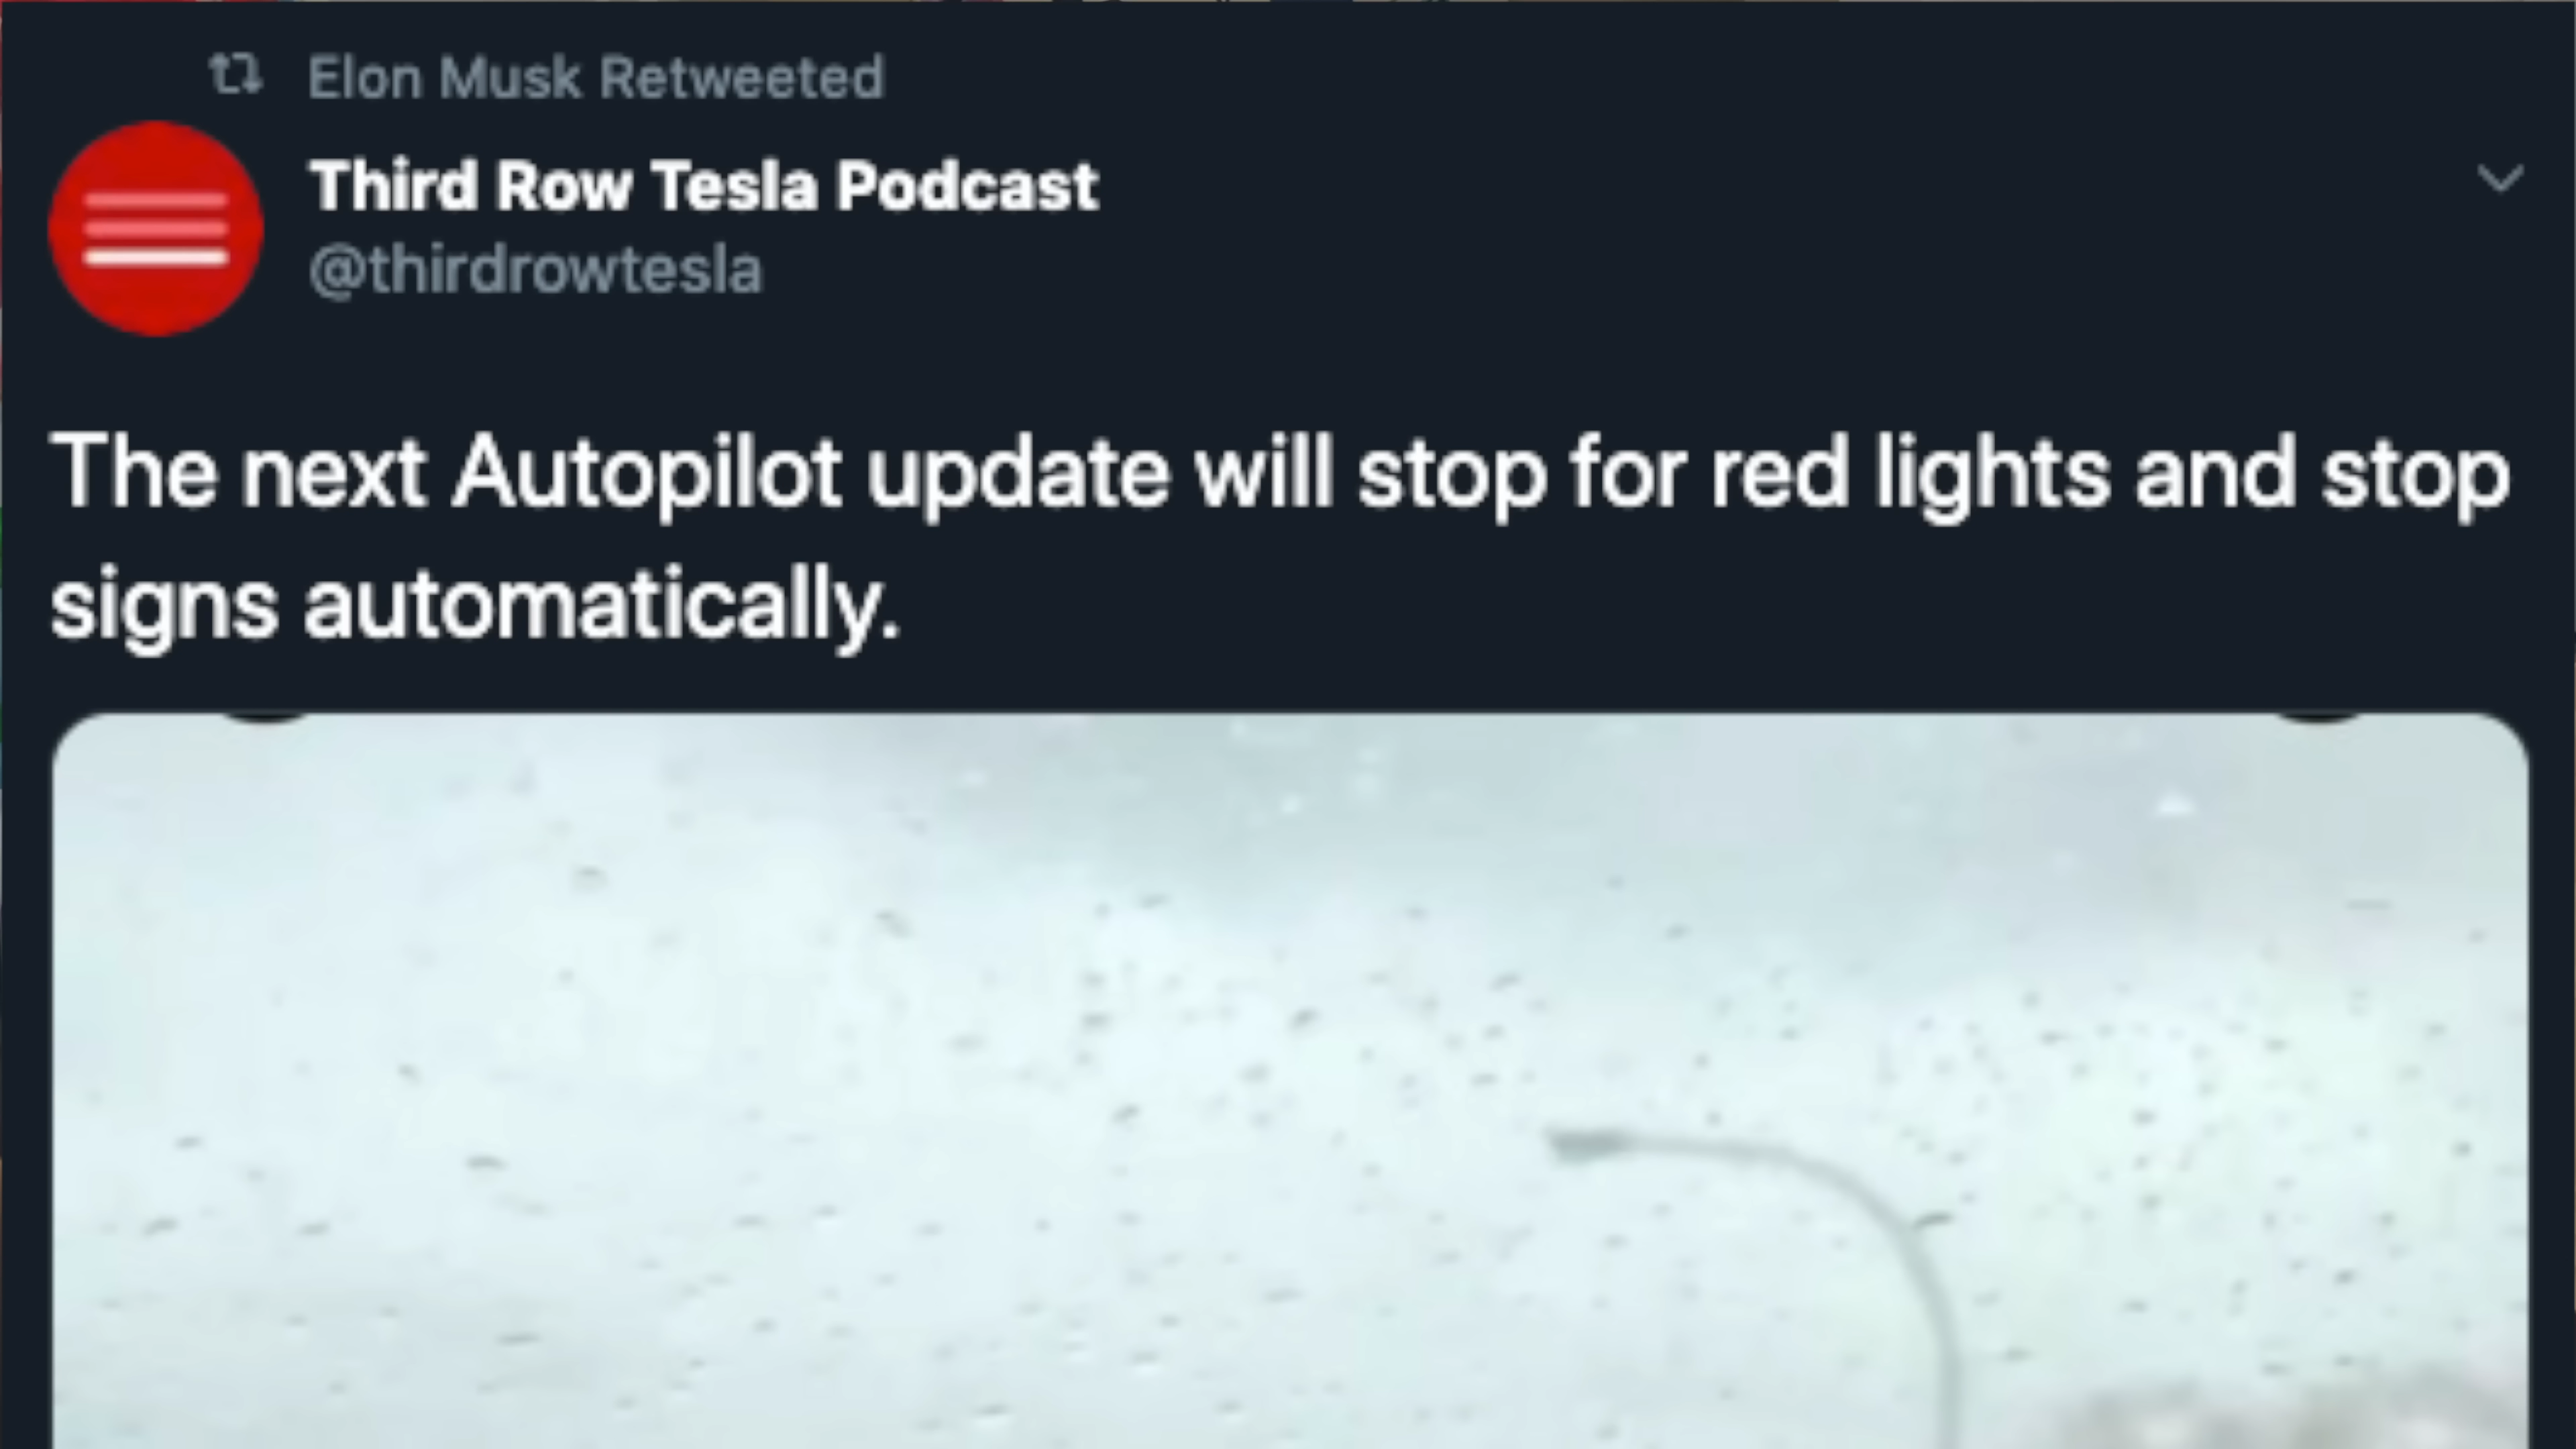 Elon Musk Retweeted
Third Row Tesla Podcast
@thirdrowtesla
The next Autopilot update will stop for red lights and stop
signs automatically.